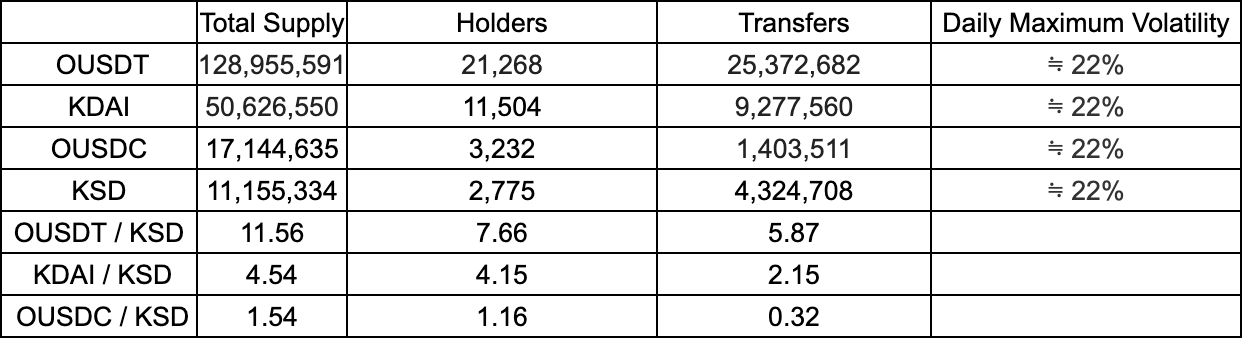 Total Supply Holders Transfers Daily Maximum Volatility
OUSDT 128,955,591 21,268 25,372,682 ≒ 22%
KDAI 50,626,550 11,504 9,277,560 ≒ 22%
OUSDC 17,144,635 3,232 1,403,511 ≒ 22%
KSD 11,155,334 2,775 4,324,708 ≒ 22%
OUSDT / KSD 11.56 7.66 5.87
KDAI / KSD 4.54 4.15 2.15
OUSDC / KSD 1.54 1.16 0.32